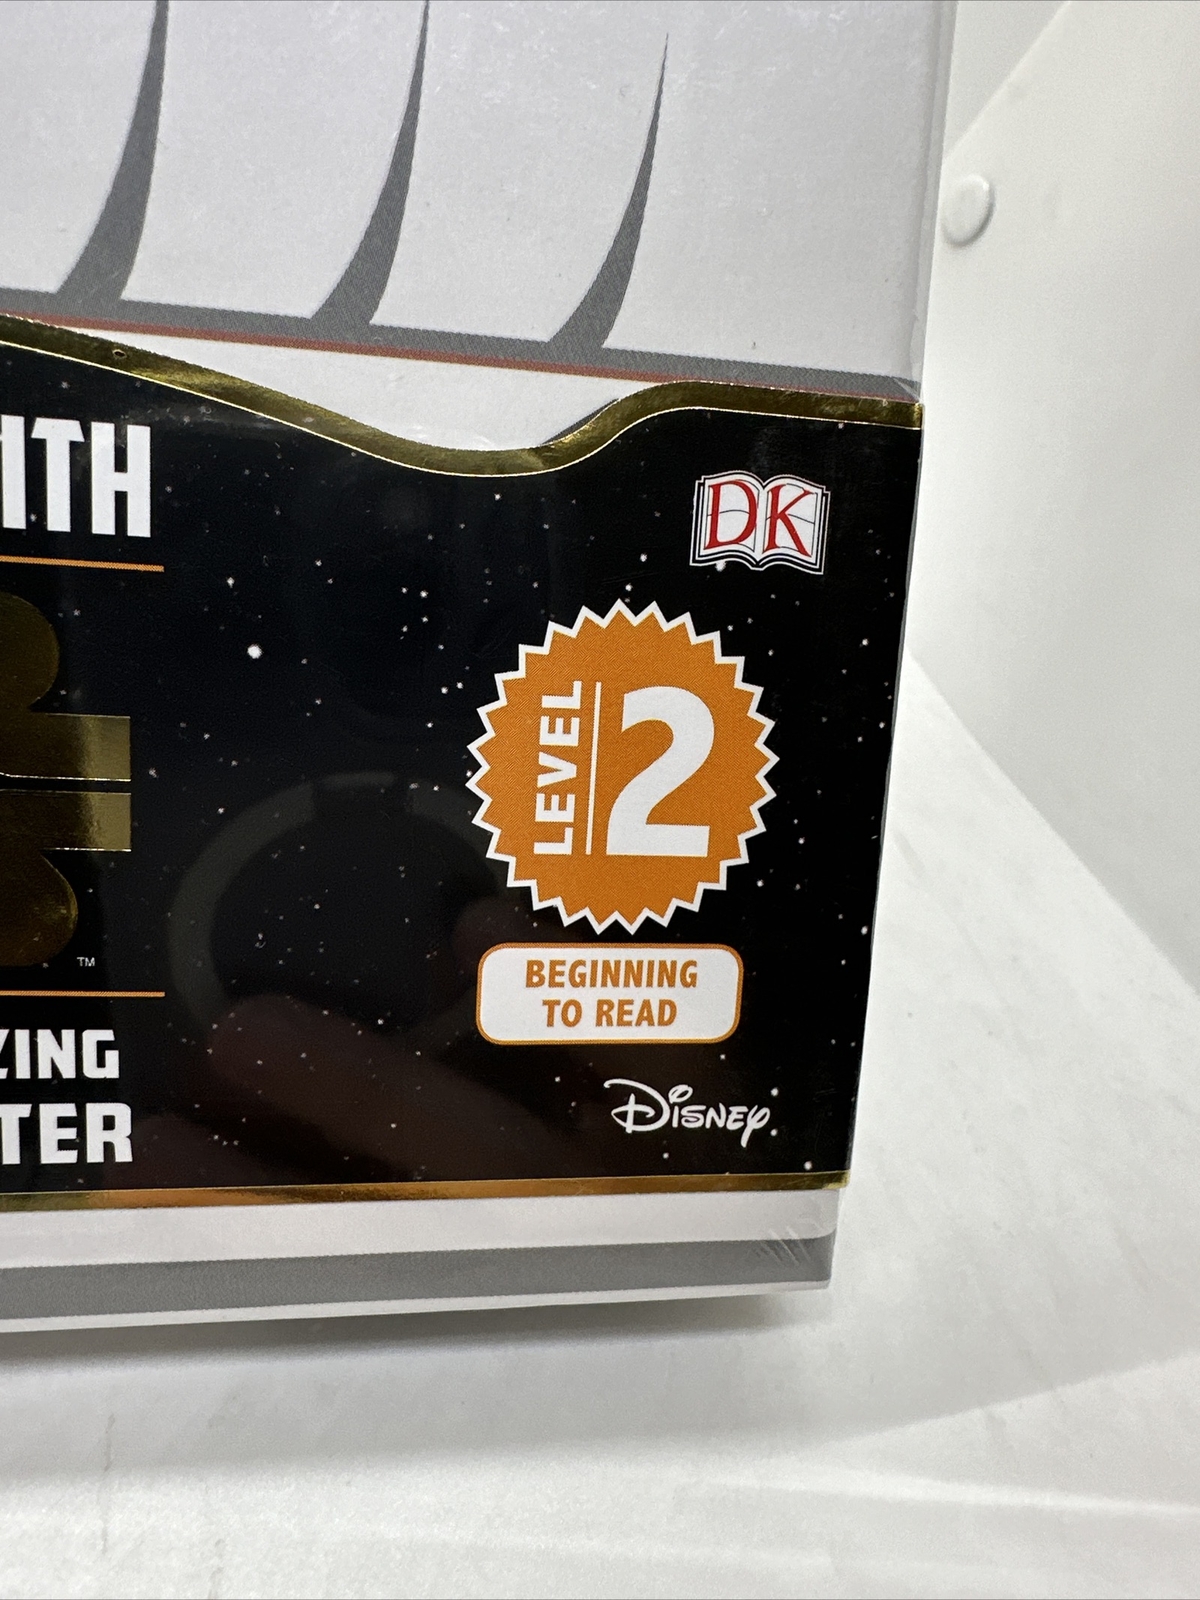 ITH
DK
LEVEL 2
TM
BEGINNING
TO READ
ZING
TER
Disney